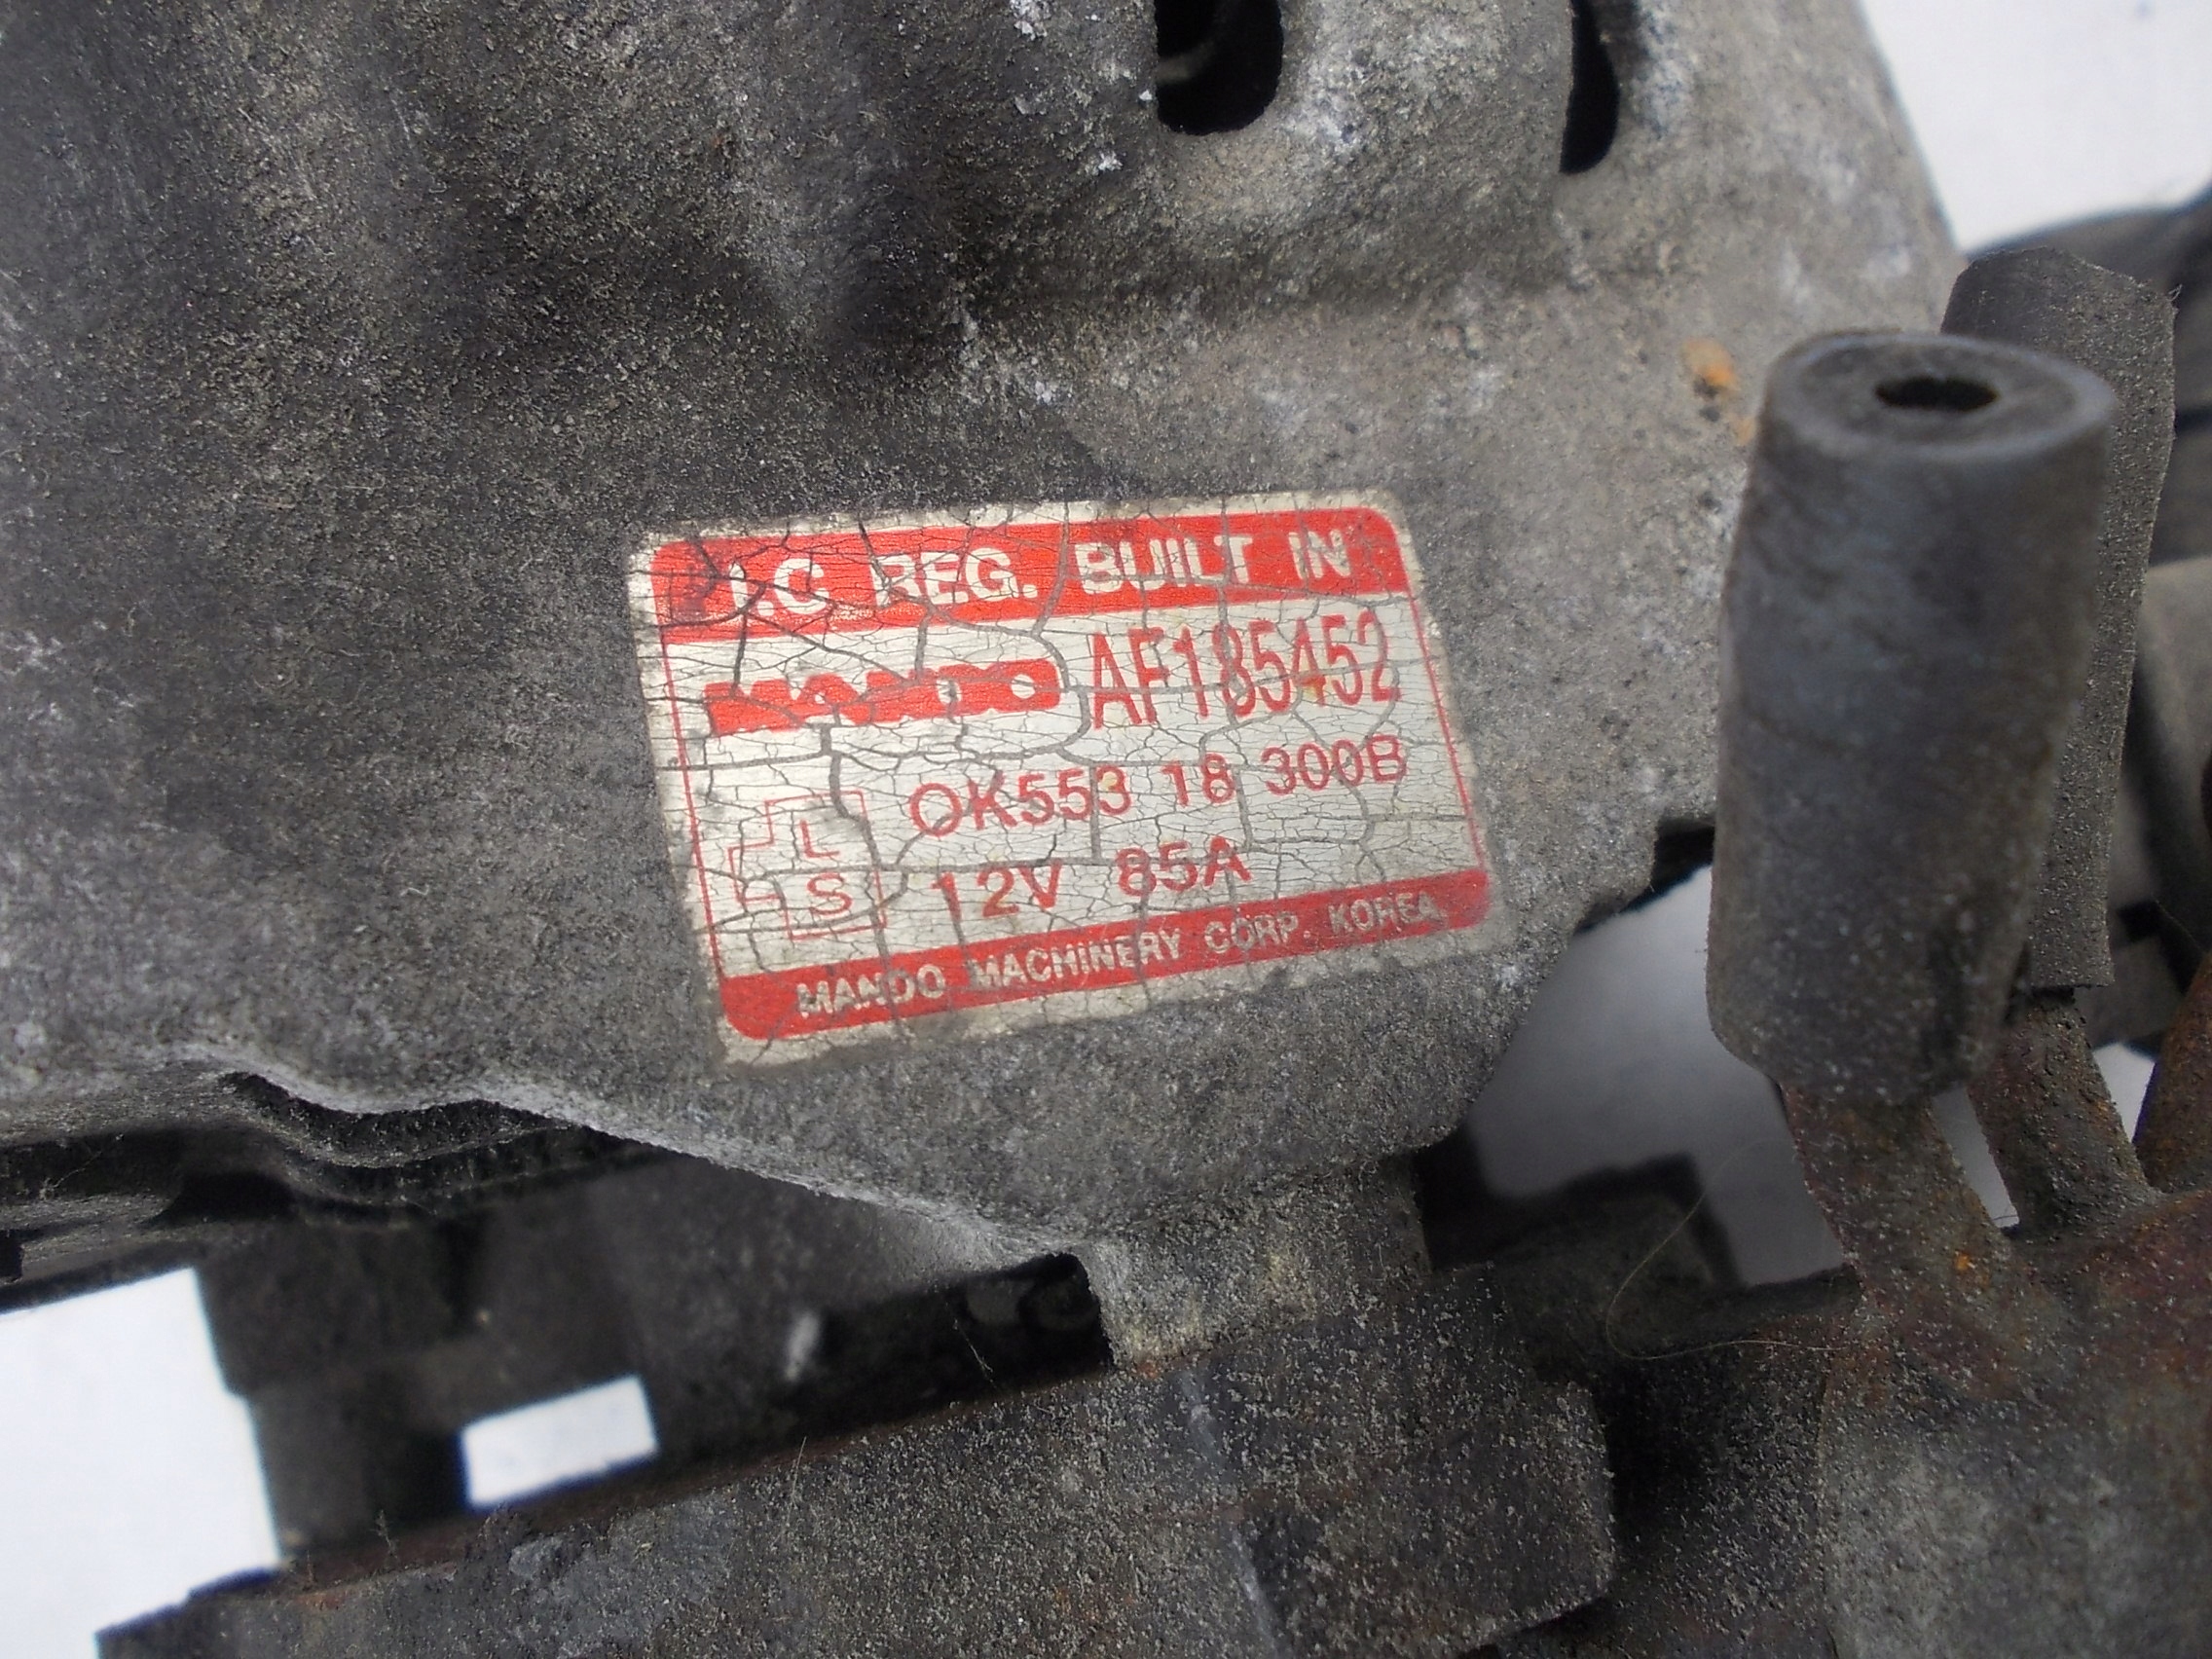 I.C REG. BUILT IN
MANDO AF185452
OK553 18 300B
L
S 12V 85A
MANDO MACHINERY CORP. KOREA